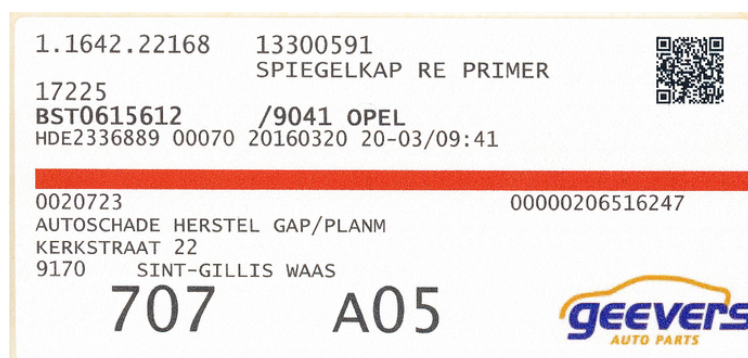 1.1642.22168 13300591
SPIEGELKAP RE PRIMER
17225
BST0615612 /9041 OPEL
HDE2336889 00070 20160320 20-03/09:41
0020723 00000206516247
AUTOSCHADE HERSTEL GAP/PLANM
KERKSTRAAT 22
9170 SINT-GILLIS WAAS
707 A05
geevers
AUTO PARTS